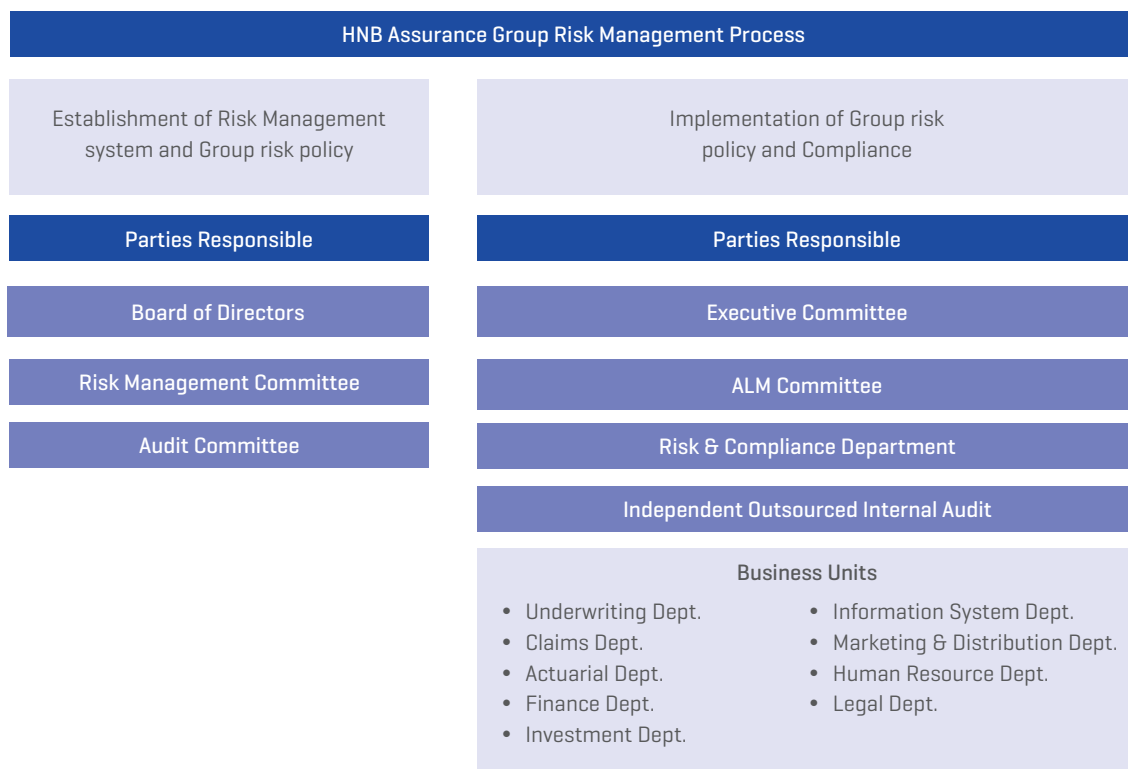 HNB Assurance Group Risk Management Process
Establishment of Risk Management
system and Group risk policy
Parties Responsible
Board of Directors
Risk Management Committee
Audit Committee
Implementation of Group risk
policy and Compliance
Parties Responsible
Executive Committee
ALM Committee
Risk & Compliance Department
Independent Outsourced Internal Audit
Business Units
• Underwriting Dept.
• Claims Dept.
• Actuarial Dept.
• Finance Dept.
• Investment Dept.
• Information System Dept.
• Marketing & Distribution Dept.
• Human Resource Dept.
• Legal Dept.